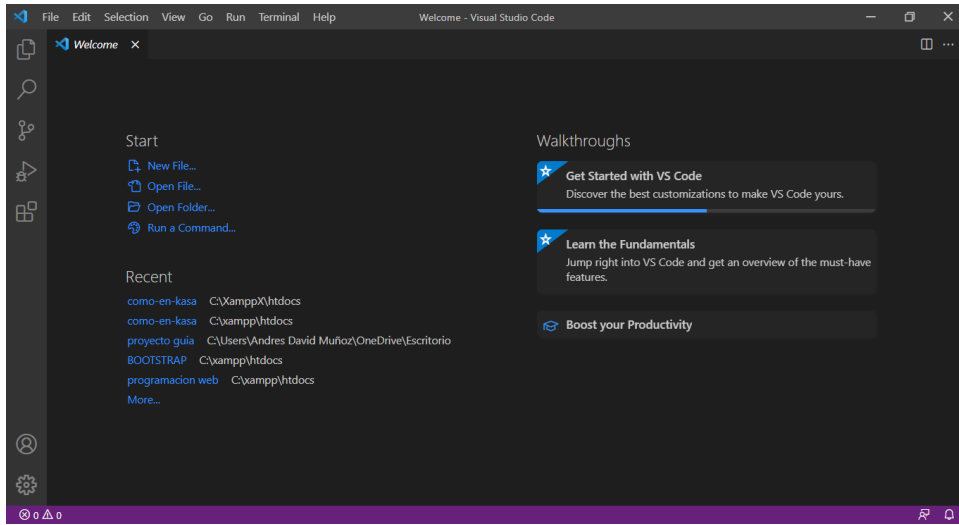 File Edit Selection View Go Run Terminal Help Welcome - Visual Studio Code
Welcome
Start
New File...
Open File...
Open Folder...
Run a Command...
Recent
como-en-kasa C:\XamppX\htdocs
como-en-kasa C:\xampp\htdocs
proyecto guia C:\Users\Andres David Muñoz\OneDrive\Escritorio
BOOTSTRAP C:\xampp\htdocs
programacion web C:\xampp\htdocs
More...
Walkthroughs
Get Started with VS Code
Discover the best customizations to make VS Code yours.
Learn the Fundamentals
Jump right into VS Code and get an overview of the must-have
features.
Boost your Productivity
0 0